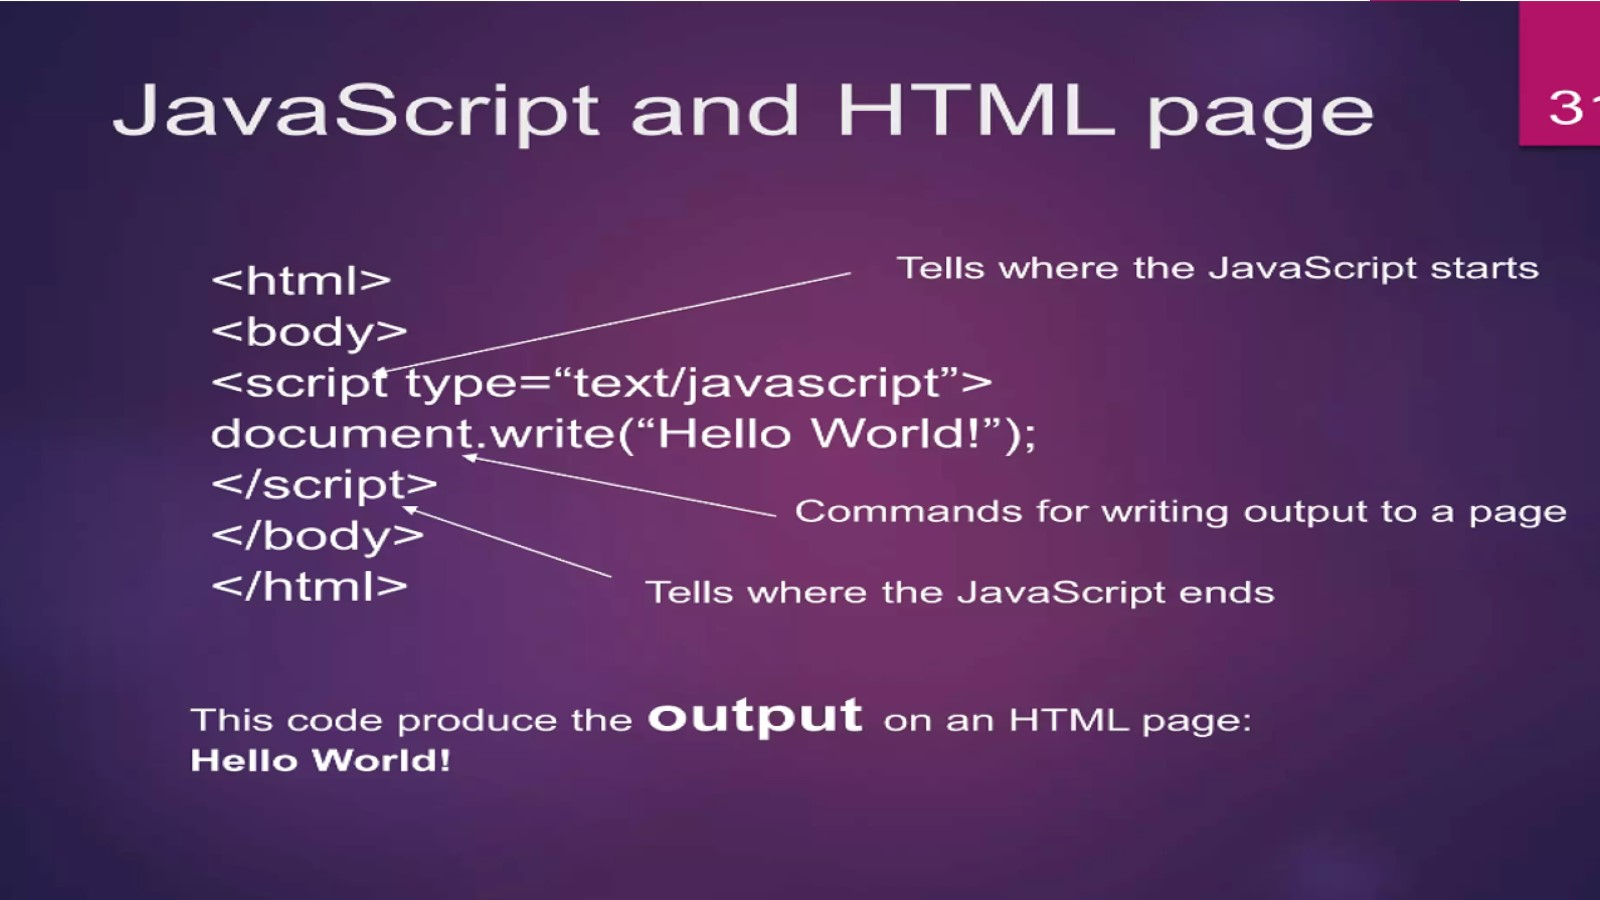 JavaScript and HTML page
31
<html>
Tells where the JavaScript starts
<body>
<script type=“text/javascript”>
document.write(“Hello World!”);
</script>
Commands for writing output to a page
</body>
</html>
Tells where the JavaScript ends
This code produce the output on an HTML page:
Hello World!